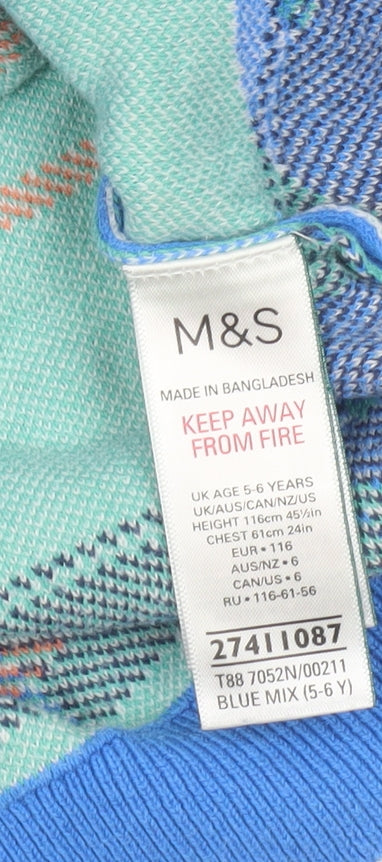 M&S
MADE IN BANGLADESH
KEEP AWAY
FROM FIRE
UK AGE 5-6 YEARS
UK/AUS/CAN/NZ/US
HEIGHT 116cm 45½in
CHEST 61cm 24in
EUR • 116
AUS/NZ • 6
CAN/US • 6
RU • 116-61-56
27411087
T88 7052N/00211
BLUE MIX (5-6 Y)